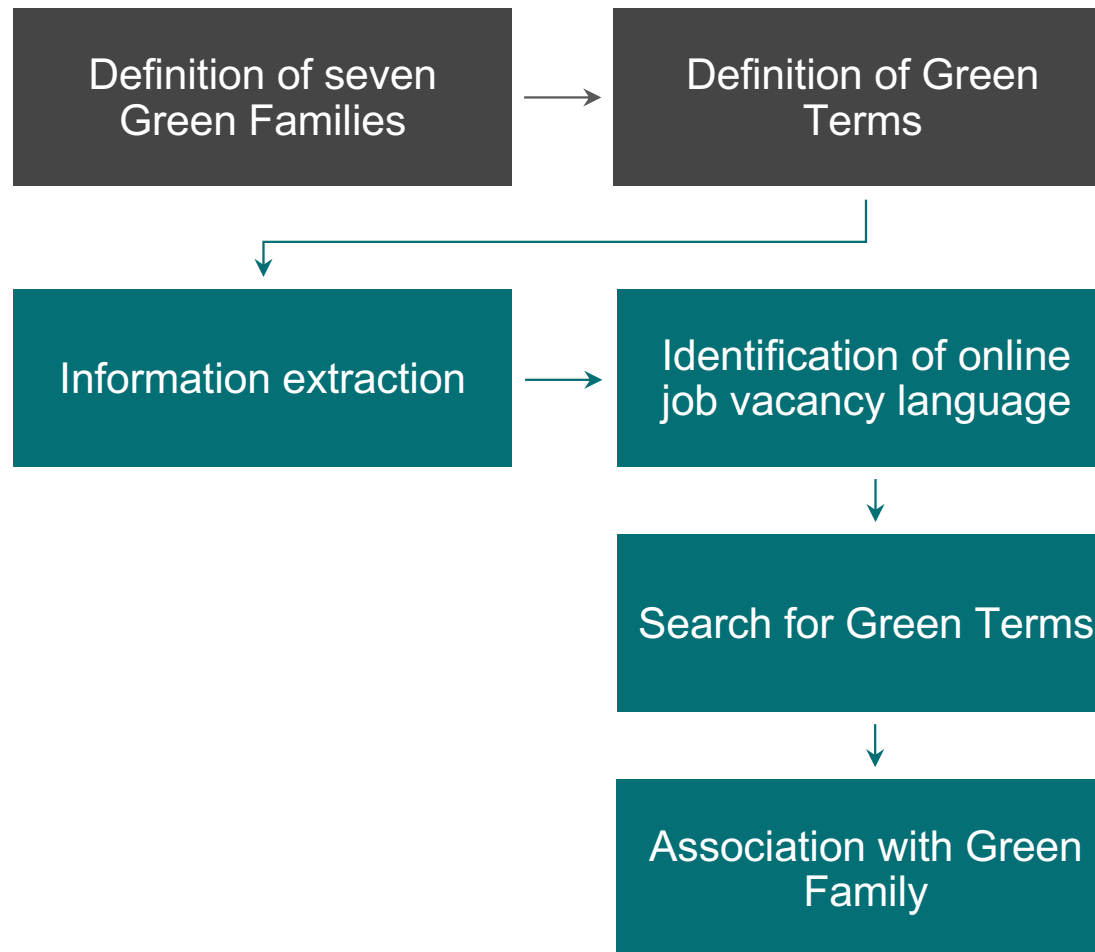 Definition of seven
Green Families
Definition of Green
Terms
Information extraction
Identification of online
job vacancy language
Search for Green Terms
Association with Green
Family